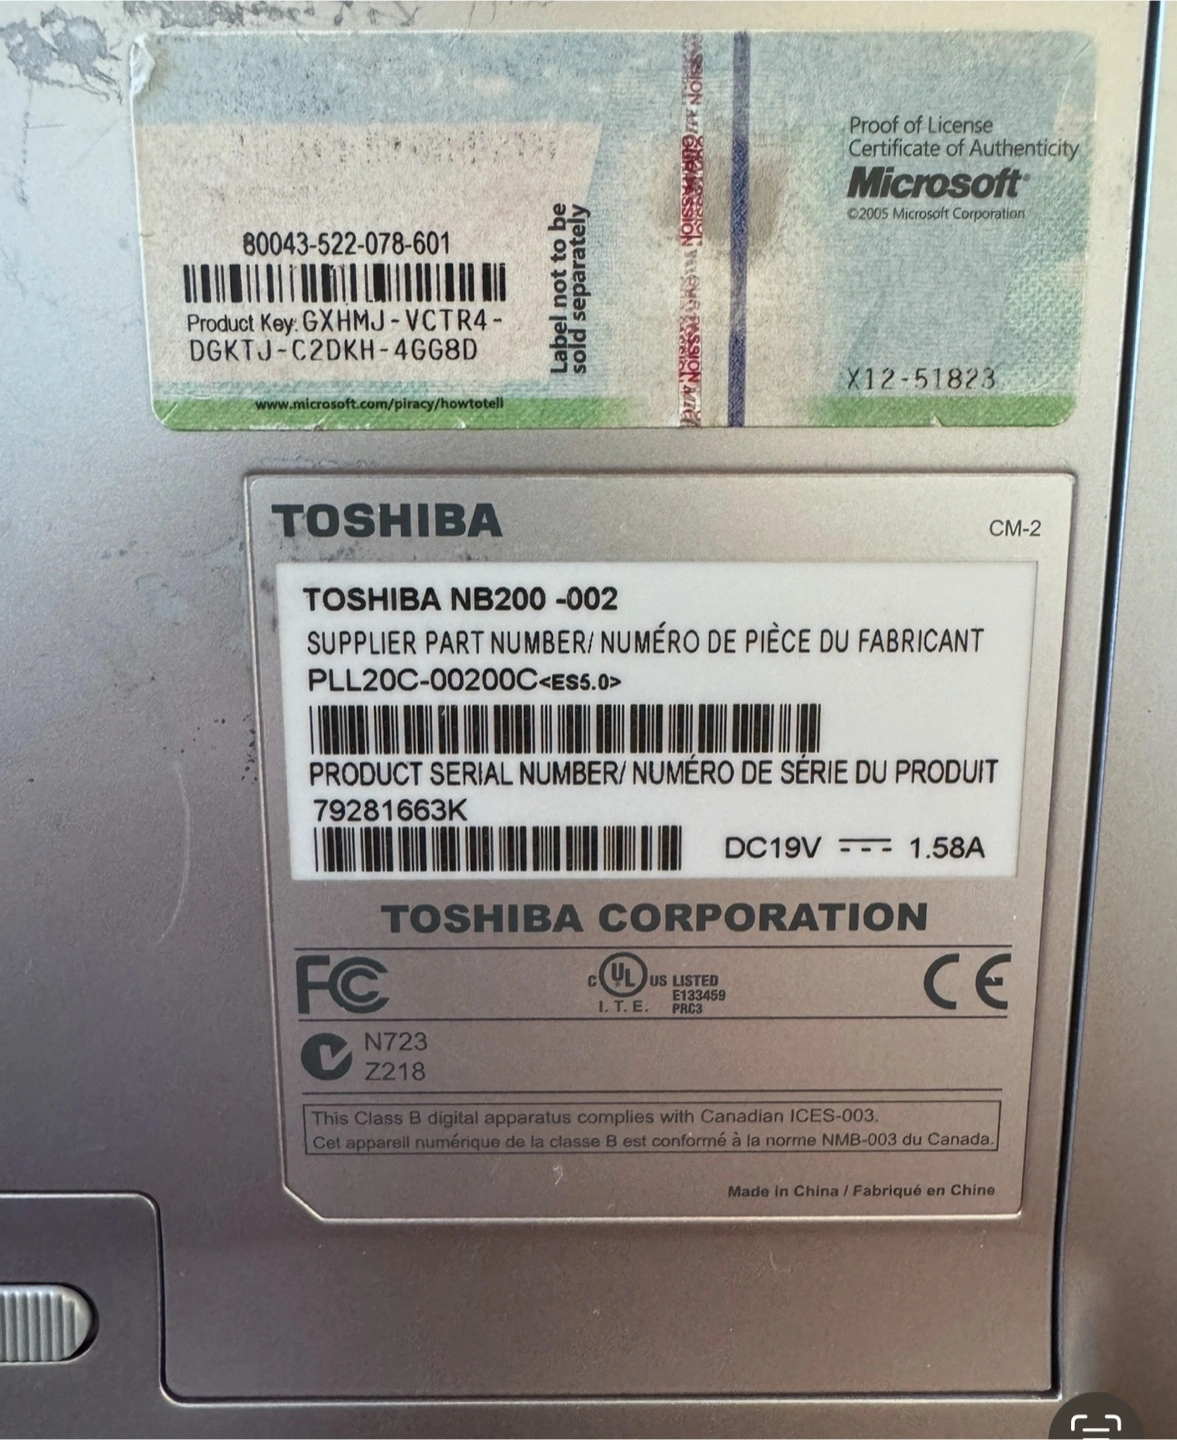 80043-522-078-601
Product Key: GXHMJ-VCTR4-
DGKTJ-C2DKH-4GG8D
www.microsoft.com/piracy/howtotell
Label not to be
sold separately
Proof of License
Certificate of Authenticity
Microsoft®
©2005 Microsoft Corporation
X12-51823
TOSHIBA
CM-2
TOSHIBA NB200 -002
SUPPLIER PART NUMBER/ NUMÉRO DE PIÈCE DU FABRICANT
PLL20C-00200C<ES5.0>
PRODUCT SERIAL NUMBER/ NUMÉRO DE SÉRIE DU PRODUIT
79281663K
DC19V 1.58A
TOSHIBA CORPORATION
FC
C UL US LISTED
I.T.E. E133459
PRC3
CE
N723
Z218
This Class B digital apparatus complies with Canadian ICES-003.
Cet appareil numérique de la classe B est conformé à la norme NMB-003 du Canada.
Made in China / Fabriqué en Chine